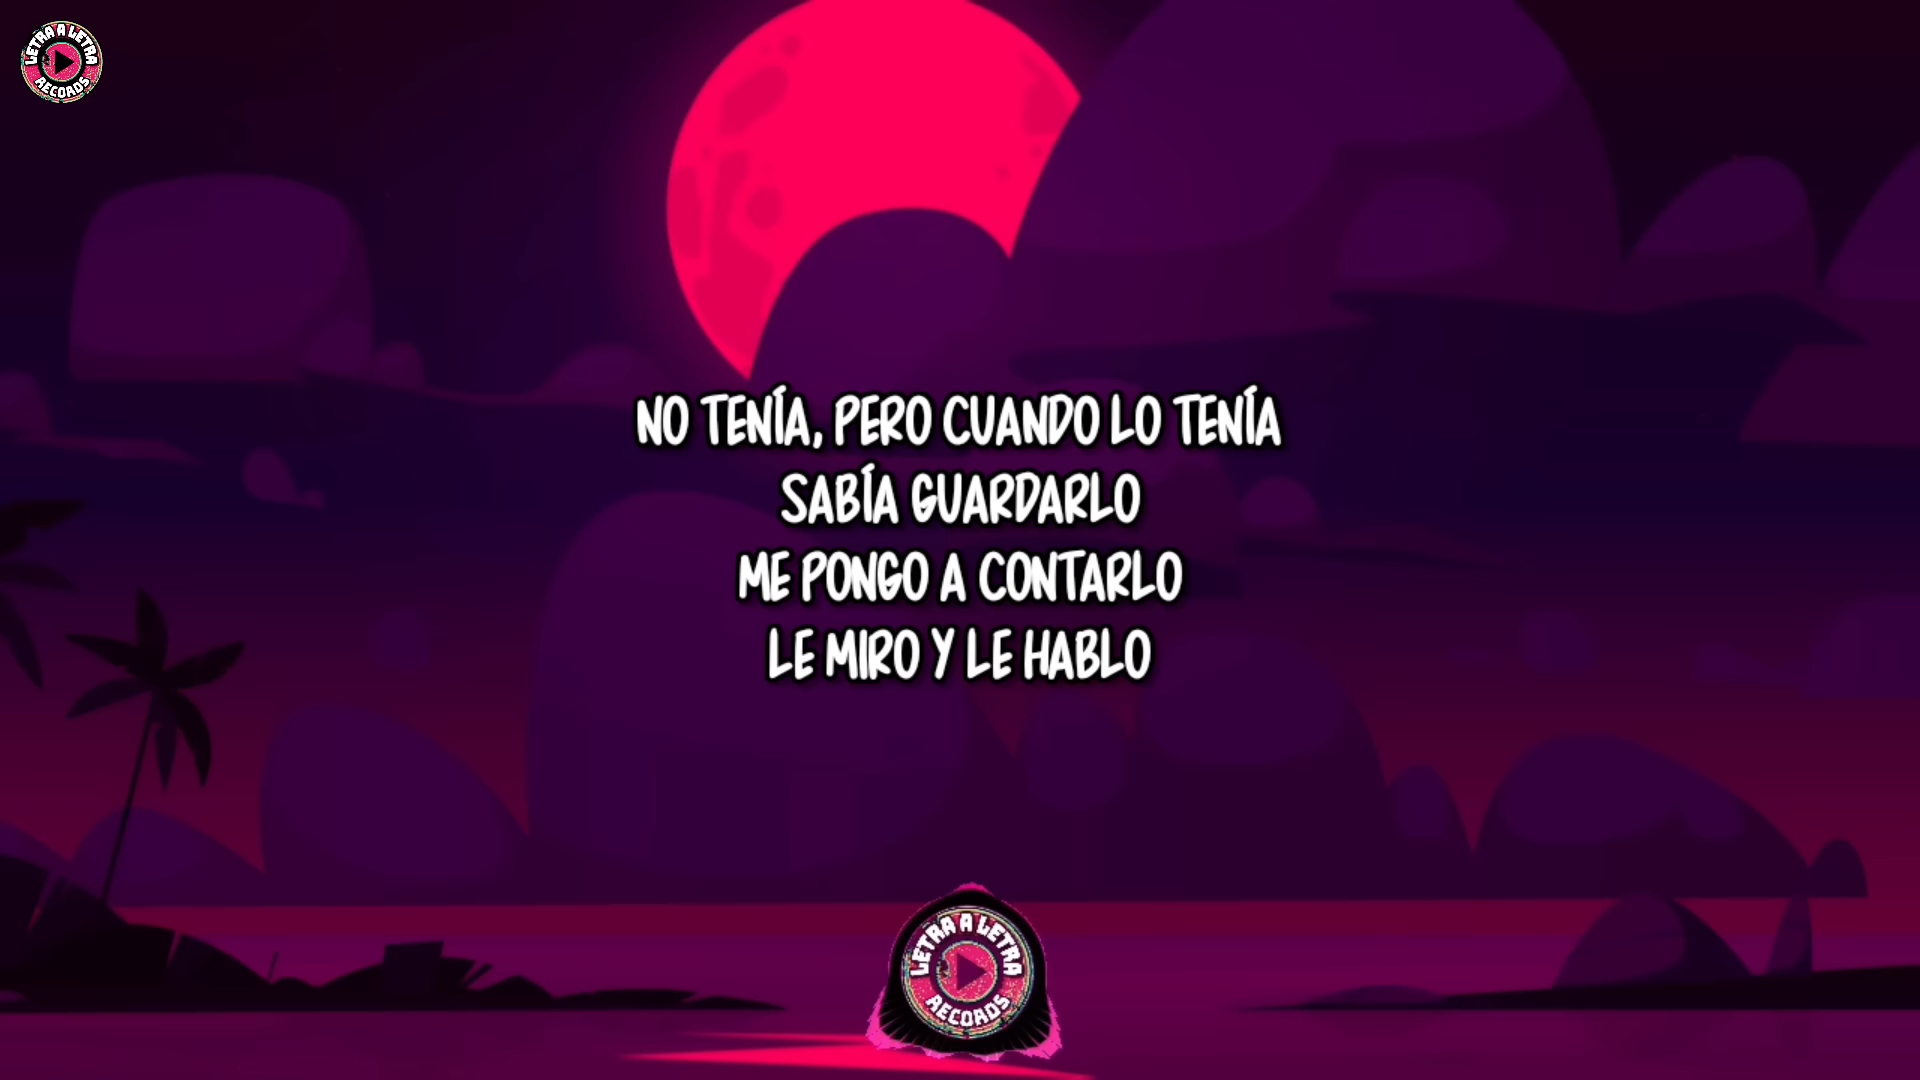 LETRA A LETRA
RECORDS
NO TENÍA, PERO CUANDO LO TENÍA
SABÍA GUARDARLO
ME PONGO A CONTARLO
LE MIRO Y LE HABLO
LETRA A LETRA
RECORDS